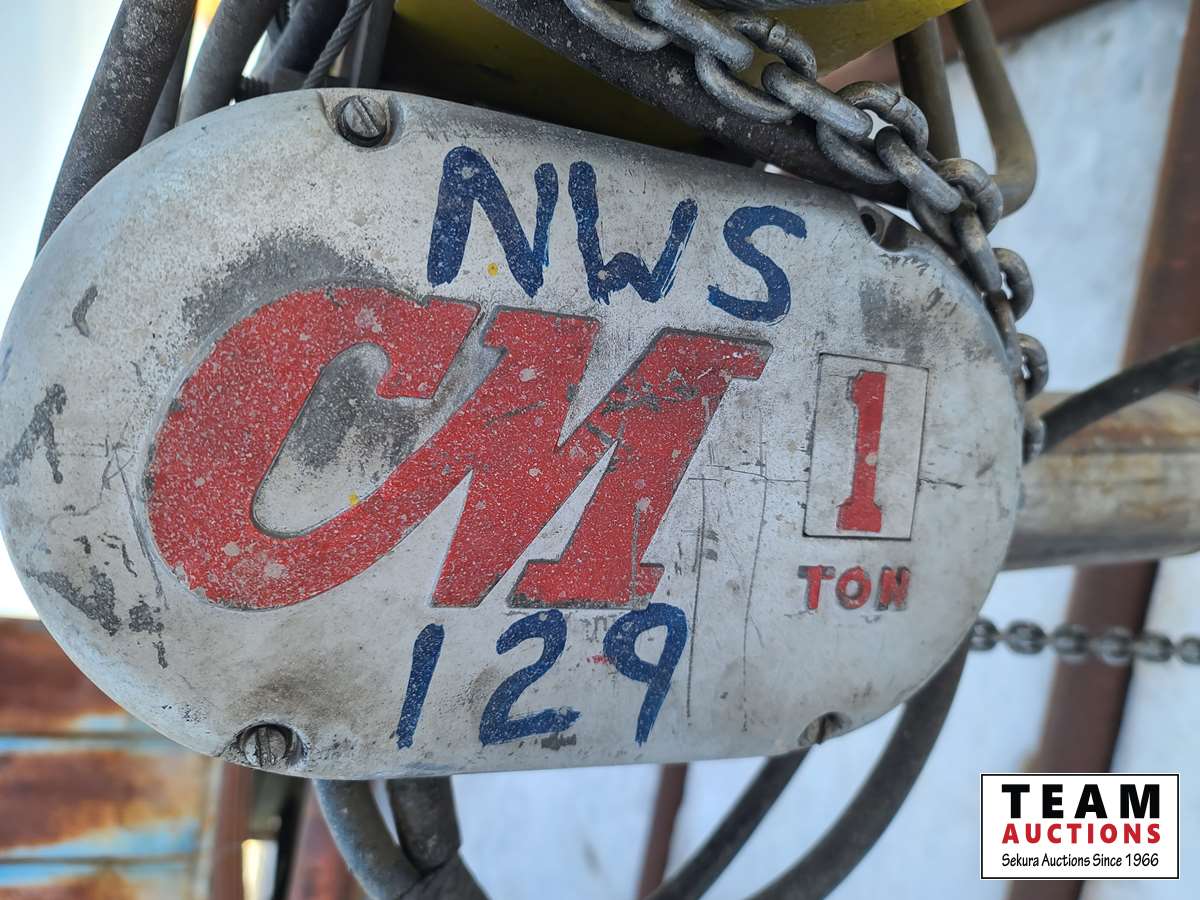 NWS
CM
1
TON
129
TEAM
AUCTIONS
Sekura Auctions Since 1966